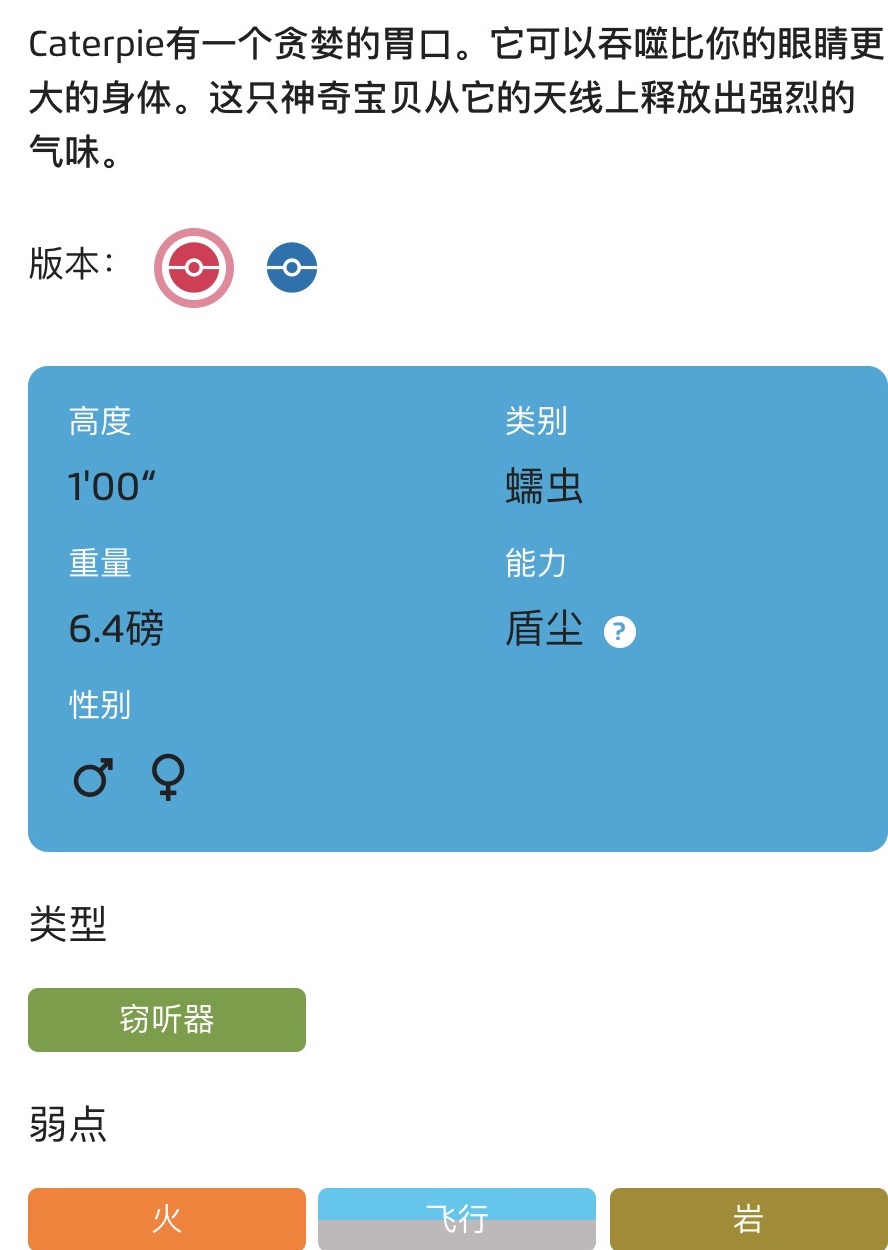 Caterpie有一个贪婪的胃口。它可以吞噬比你的眼睛更
大的身体。这只神奇宝贝从它的天线上释放出强烈的
气味。
版本：
高度
类别
1'00“
蠕虫
重量
能力
6.4磅
盾尘 ?
性别
♂ ♀
类型
窃听器
弱点
火 飞行 岩